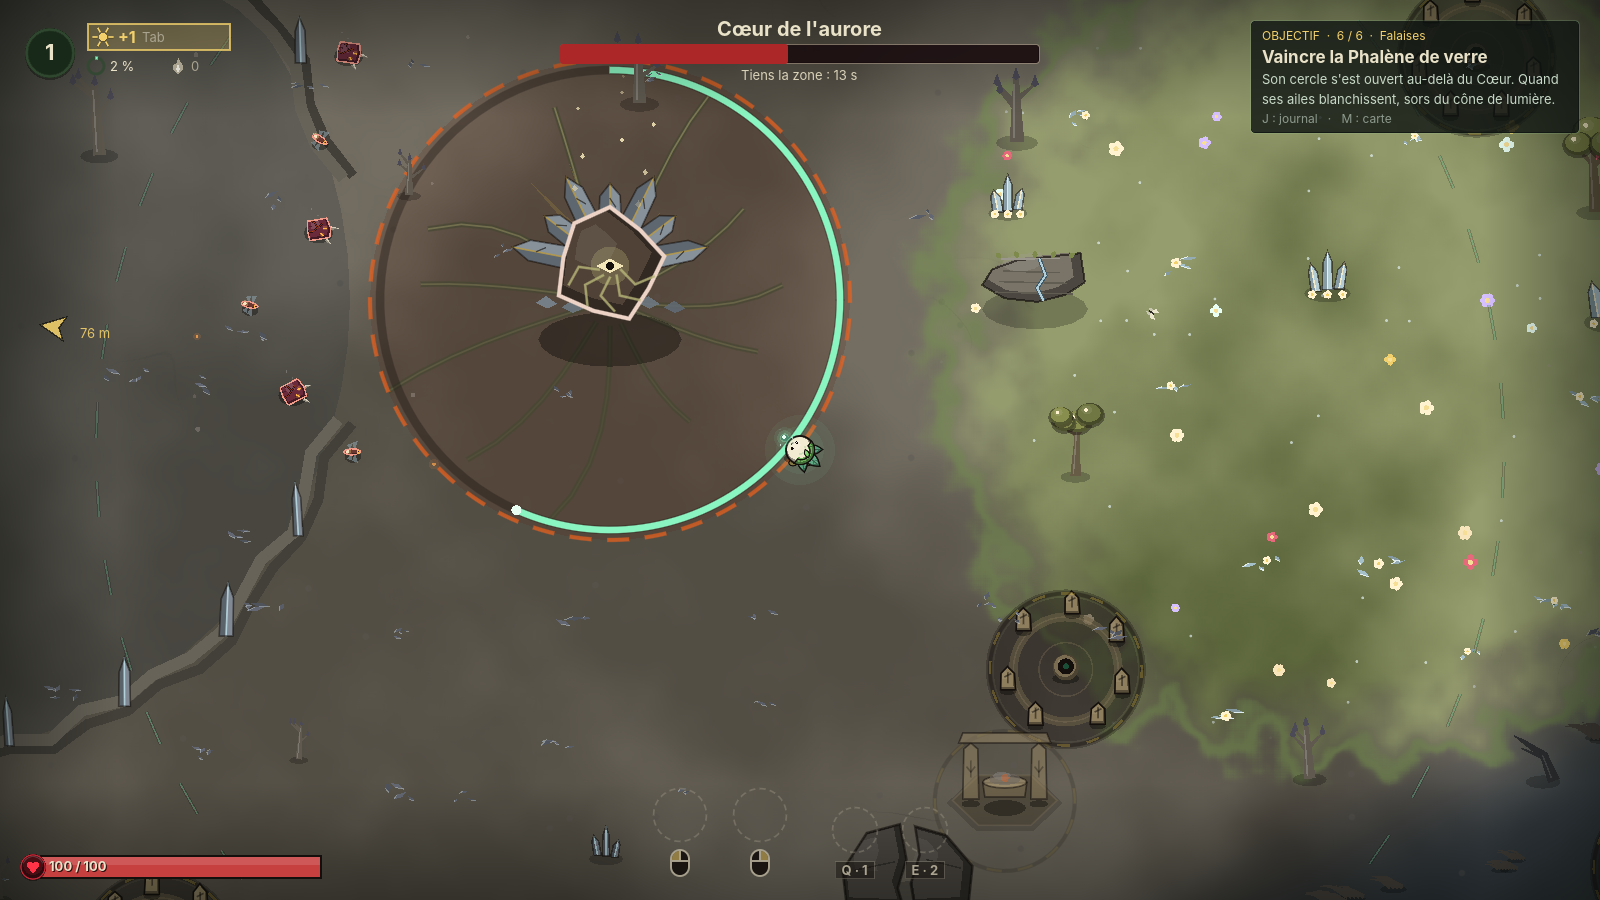 1
+1 Tab
2 %
0
Cœur de l'aurore
Tiens la zone : 13 s
OBJECTIF · 6 / 6 · Falaises
Vaincre la Phalène de verre
Son cercle s'est ouvert au-delà du Cœur. Quand
ses ailes blanchissent, sors du cône de lumière.
J : journal · M : carte
76 m
100 / 100
Q · 1
E · 2